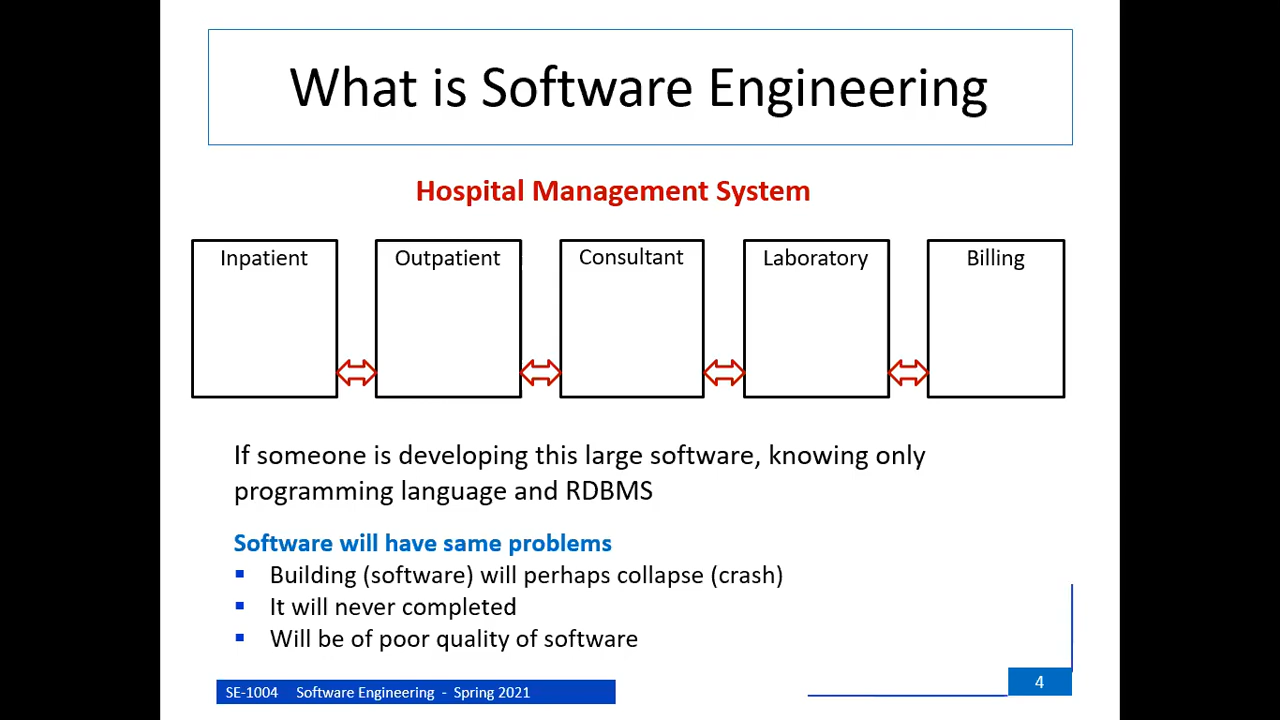 What is Software Engineering
Hospital Management System
Inpatient
Outpatient
Consultant
Laboratory
Billing
If someone is developing this large software, knowing only
programming language and RDBMS
Software will have same problems
▪ Building (software) will perhaps collapse (crash)
▪ It will never completed
▪ Will be of poor quality of software
SE-1004 Software Engineering - Spring 2021
4